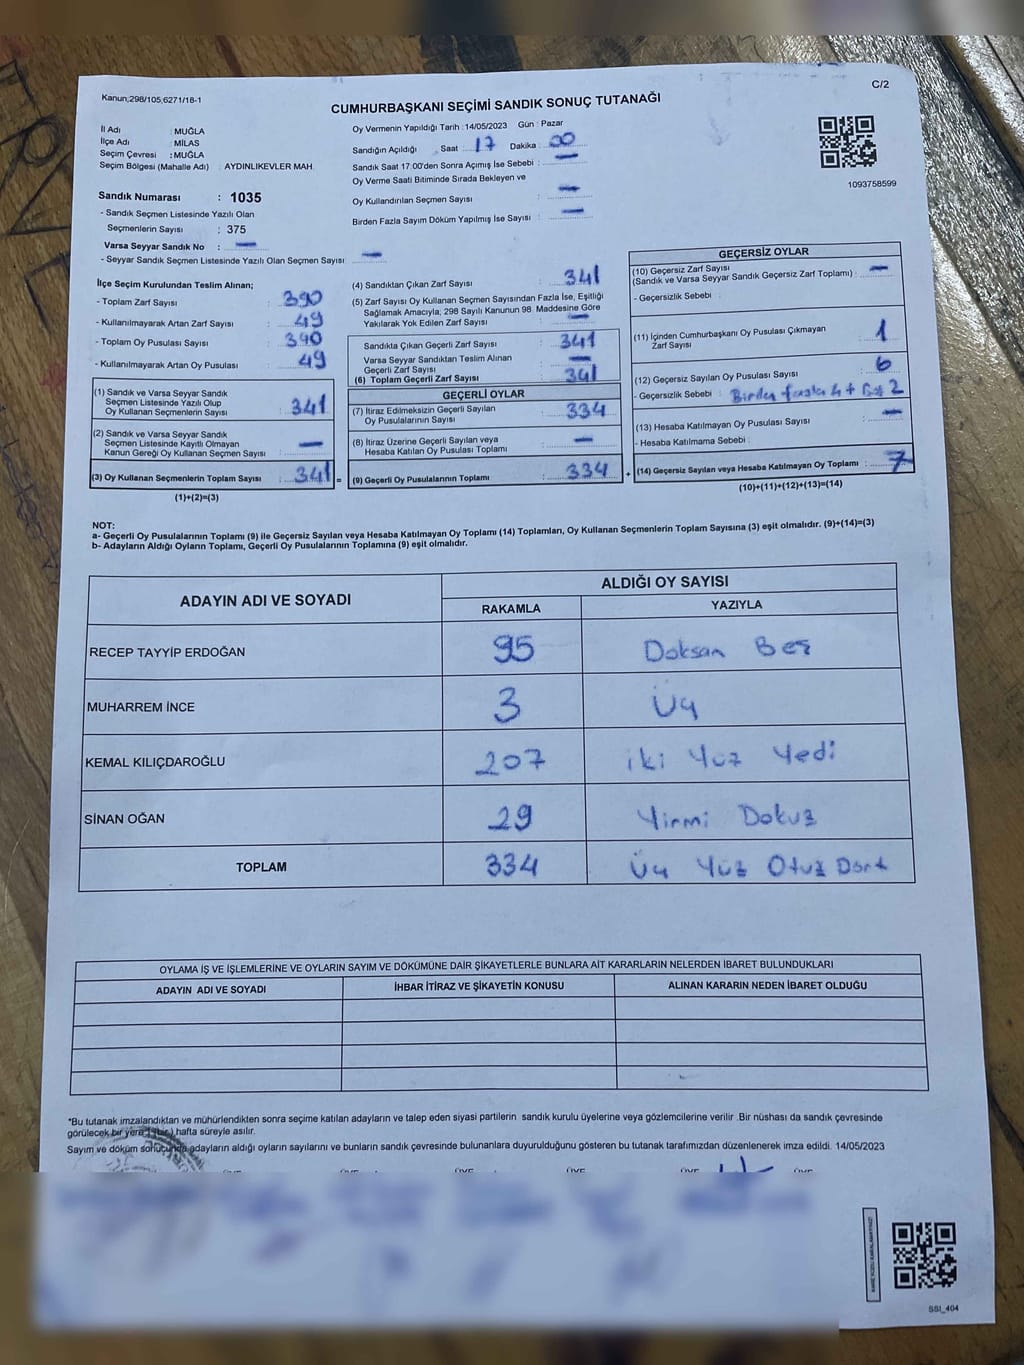 Kanun;298/105,6271/18-1
C/2
CUMHURBAŞKANI SEÇİMİ SANDIK SONUÇ TUTANAĞI
İl Adı : MUĞLA
İlçe Adı : MİLAS
Seçim Çevresi : MUĞLA
Seçim Bölgesi (Mahalle Adı) : AYDINLIKEVLER MAH.
Sandık Numarası : 1035
- Sandık Seçmen Listesinde Yazılı Olan
Seçmenlerin Sayısı : 375
Varsa Seyyar Sandık No : —
- Seyyar Sandık Seçmen Listesinde Yazılı Olan Seçmen Sayısı : —
Oy Vermenin Yapıldığı Tarih :14/05/2023 Gün : Pazar
Sandığın Açıldığı Saat : 17 Dakika : 00
Sandık Saat 17.00'den Sonra Açımış İse Sebebi : —
Oy Verme Saati Bitiminde Sırada Bekleyen ve
Oy Kullandırılan Seçmen Sayısı : —
Birden Fazla Sayım Döküm Yapılmış İse Sayısı : —
1093758599
İlçe Seçim Kurulundan Teslim Alınan;
- Toplam Zarf Sayısı : 390
- Kullanılmayarak Artan Zarf Sayısı : 49
- Toplam Oy Pusulası Sayısı : 390
- Kullanılmayarak Artan Oy Pusulası : 49
(1) Sandık ve Varsa Seyyar Sandık
Seçmen Listesinde Yazılı Olup
Oy Kullanan Seçmenlerin Sayısı : 341
(2) Sandık ve Varsa Seyyar Sandık
Seçmen Listesinde Kayıtlı Olmayan
Kanun Gereği Oy Kullanan Seçmen Sayısı : —
(3) Oy Kullanan Seçmenlerin Toplam Sayısı : 341 =
(1)+(2)=(3)
(4) Sandıktan Çıkan Zarf Sayısı : 341
(5) Zarf Sayısı Oy Kullanan Seçmen Sayısından Fazla İse, Eşitliği
Sağlamak Amacıyla; 298 Sayılı Kanunun 98. Maddesine Göre
Yakılarak Yok Edilen Zarf Sayısı : —
Sandıkta Çıkan Geçerli Zarf Sayısı : 341
Varsa Seyyar Sandıktan Teslim Alınan
Geçerli Zarf Sayısı : —
(6) Toplam Geçerli Zarf Sayısı : 341
GEÇERLİ OYLAR
(7) İtiraz Edilmeksizin Geçerli Sayılan
Oy Pusulalarının Sayısı : 334
(8) İtiraz Üzerine Geçerli Sayılan veya
Hesaba Katılan Oy Pusulası Toplamı : —
(9) Geçerli Oy Pusulalarının Toplamı : 334 +
GEÇERSİZ OYLAR
(10) Geçersiz Zarf Sayısı
(Sandık ve Varsa Seyyar Sandık Geçersiz Zarf Toplamı) : —
- Geçersizlik Sebebi :
(11) İçinden Cumhurbaşkanı Oy Pusulası Çıkmayan
Zarf Sayısı : 1
(12) Geçersiz Sayılan Oy Pusulası Sayısı : 6
- Geçersizlik Sebebi : Birden fazla 4 + Boş 2
(13) Hesaba Katılmayan Oy Pusulası Sayısı : —
- Hesaba Katılmama Sebebi :
(14) Geçersiz Sayılan veya Hesaba Katılmayan Oy Toplamı : 7
(10)+(11)+(12)+(13)=(14)
NOT:
a- Geçerli Oy Pusulalarının Toplamı (9) ile Geçersiz Sayılan veya Hesaba Katılmayan Oy Toplamı (14) Toplamları, Oy Kullanan Seçmenlerin Toplam Sayısına (3) eşit olmalıdır. (9)+(14)=(3)
b- Adayların Aldığı Oyların Toplamı, Geçerli Oy Pusulalarının Toplamına (9) eşit olmalıdır.
ADAYIN ADI VE SOYADI
ALDIĞI OY SAYISI
RAKAMLA YAZIYLA
RECEP TAYYİP ERDOĞAN 95 Doksan Beş
MUHARREM İNCE 3 Üç
KEMAL KILIÇDAROĞLU 207 iki Yüz Yedi
SİNAN OĞAN 29 Yirmi Dokuz
TOPLAM 334 Üç Yüz Otuz Dört
OYLAMA İŞ VE İŞLEMLERİNE VE OYLARIN SAYIM VE DÖKÜMÜNE DAİR ŞİKAYETLERLE BUNLARA AİT KARARLARIN NELERDEN İBARET BULUNDUKLARI
ADAYIN ADI VE SOYADI İHBAR İTİRAZ VE ŞİKAYETİN KONUSU ALINAN KARARIN NEDEN İBARET OLDUĞU
*Bu tutanak imzalandıktan ve mühürlendikten sonra seçime katılan adayların ve talep eden siyasi partilerin sandık kurulu üyelerine veya gözlemcilerine verilir .Bir nüshası da sandık çevresinde
görülecek bir yere 1 (bir ) hafta süreyle asılır.
Sayım ve döküm sonucunda adayların aldığı oyların sayılarını ve bunların sandık çevresinde bulunanlara duyurulduğunu gösteren bu tutanak tarafımızdan düzenlenerek imza edildi. 14/05/2023
SSI_404